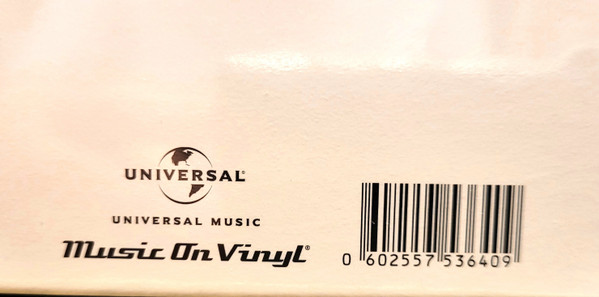 UNIVERSAL
UNIVERSAL MUSIC
Music On Vinyl®
0 602557 536409